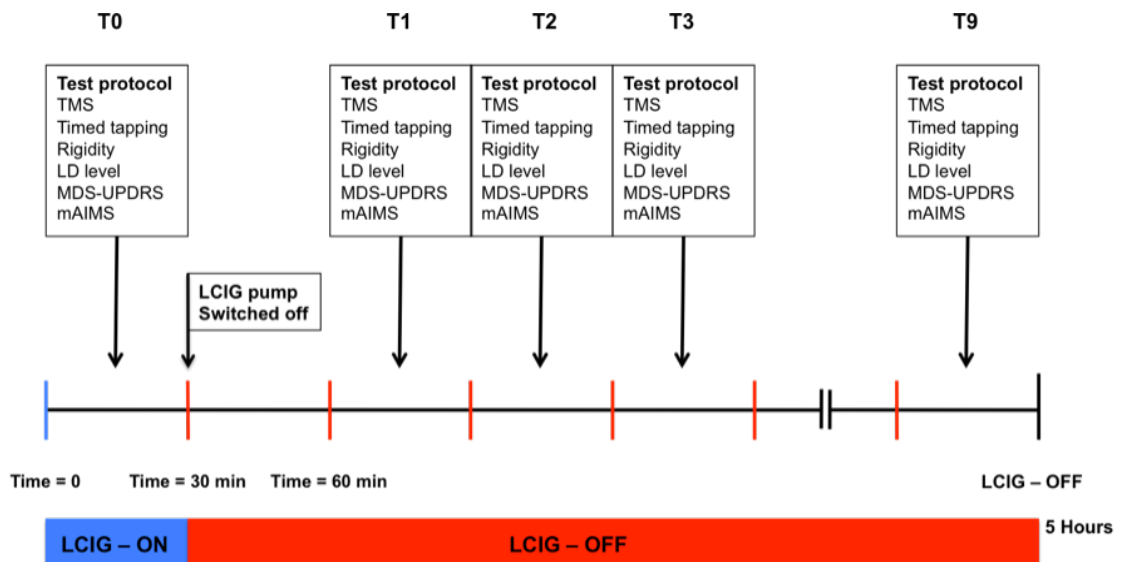 T0
T1
T2
T3
T9
Test protocol
TMS
Timed tapping
Rigidity
LD level
MDS-UPDRS
mAIMS
Test protocol
TMS
Timed tapping
Rigidity
LD level
MDS-UPDRS
mAIMS
Test protocol
TMS
Timed tapping
Rigidity
LD level
MDS-UPDRS
mAIMS
Test protocol
TMS
Timed tapping
Rigidity
LD level
MDS-UPDRS
mAIMS
Test protocol
TMS
Timed tapping
Rigidity
LD level
MDS-UPDRS
mAIMS
LCIG pump
Switched off
Time = 0
Time = 30 min
Time = 60 min
LCIG – OFF
LCIG – ON
LCIG – OFF
5 Hours